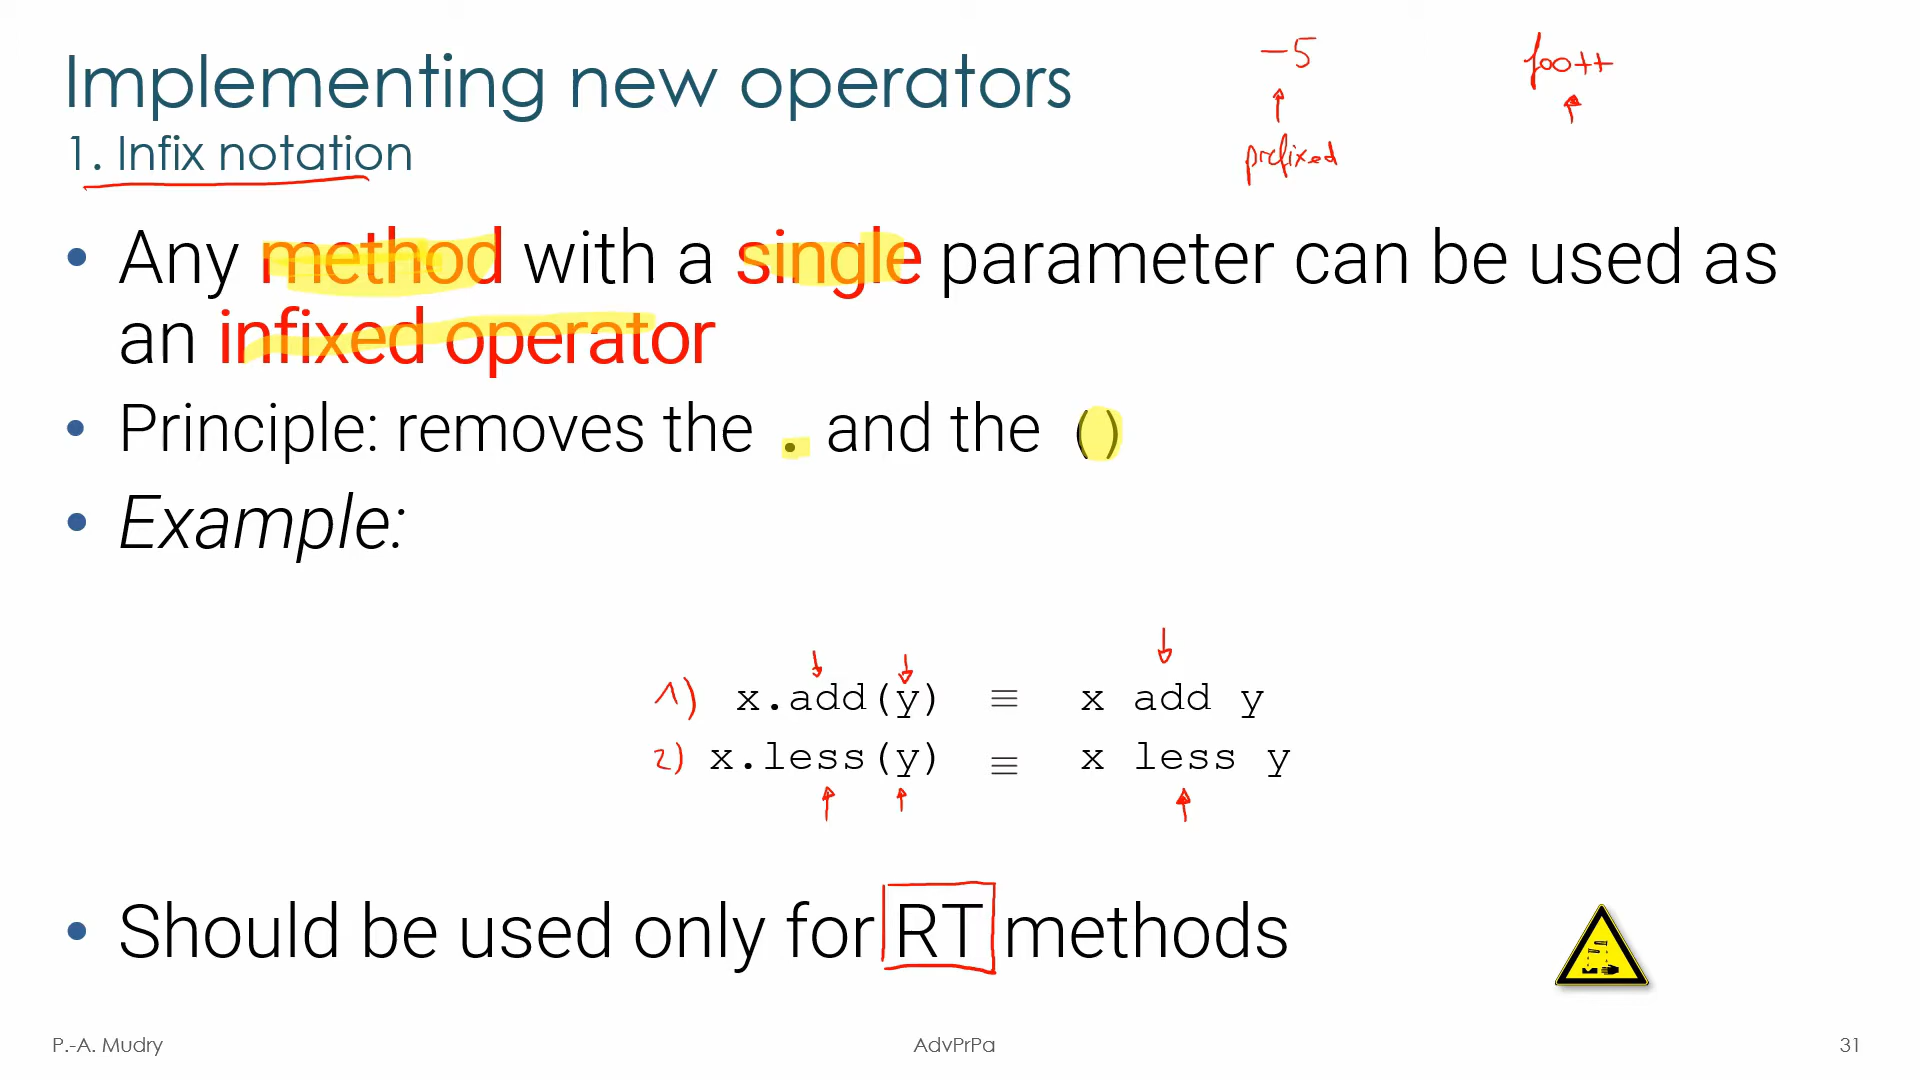 Implementing new operators
1. Infix notation
-5
foo++
prefixed
• Any method with a single parameter can be used as
an infixed operator
• Principle: removes the . and the ()
• Example:
1) x.add(y) ≡ x add y
2) x.less(y) ≡ x less y
• Should be used only for RT methods
P.-A. Mudry
AdvPrPa
31